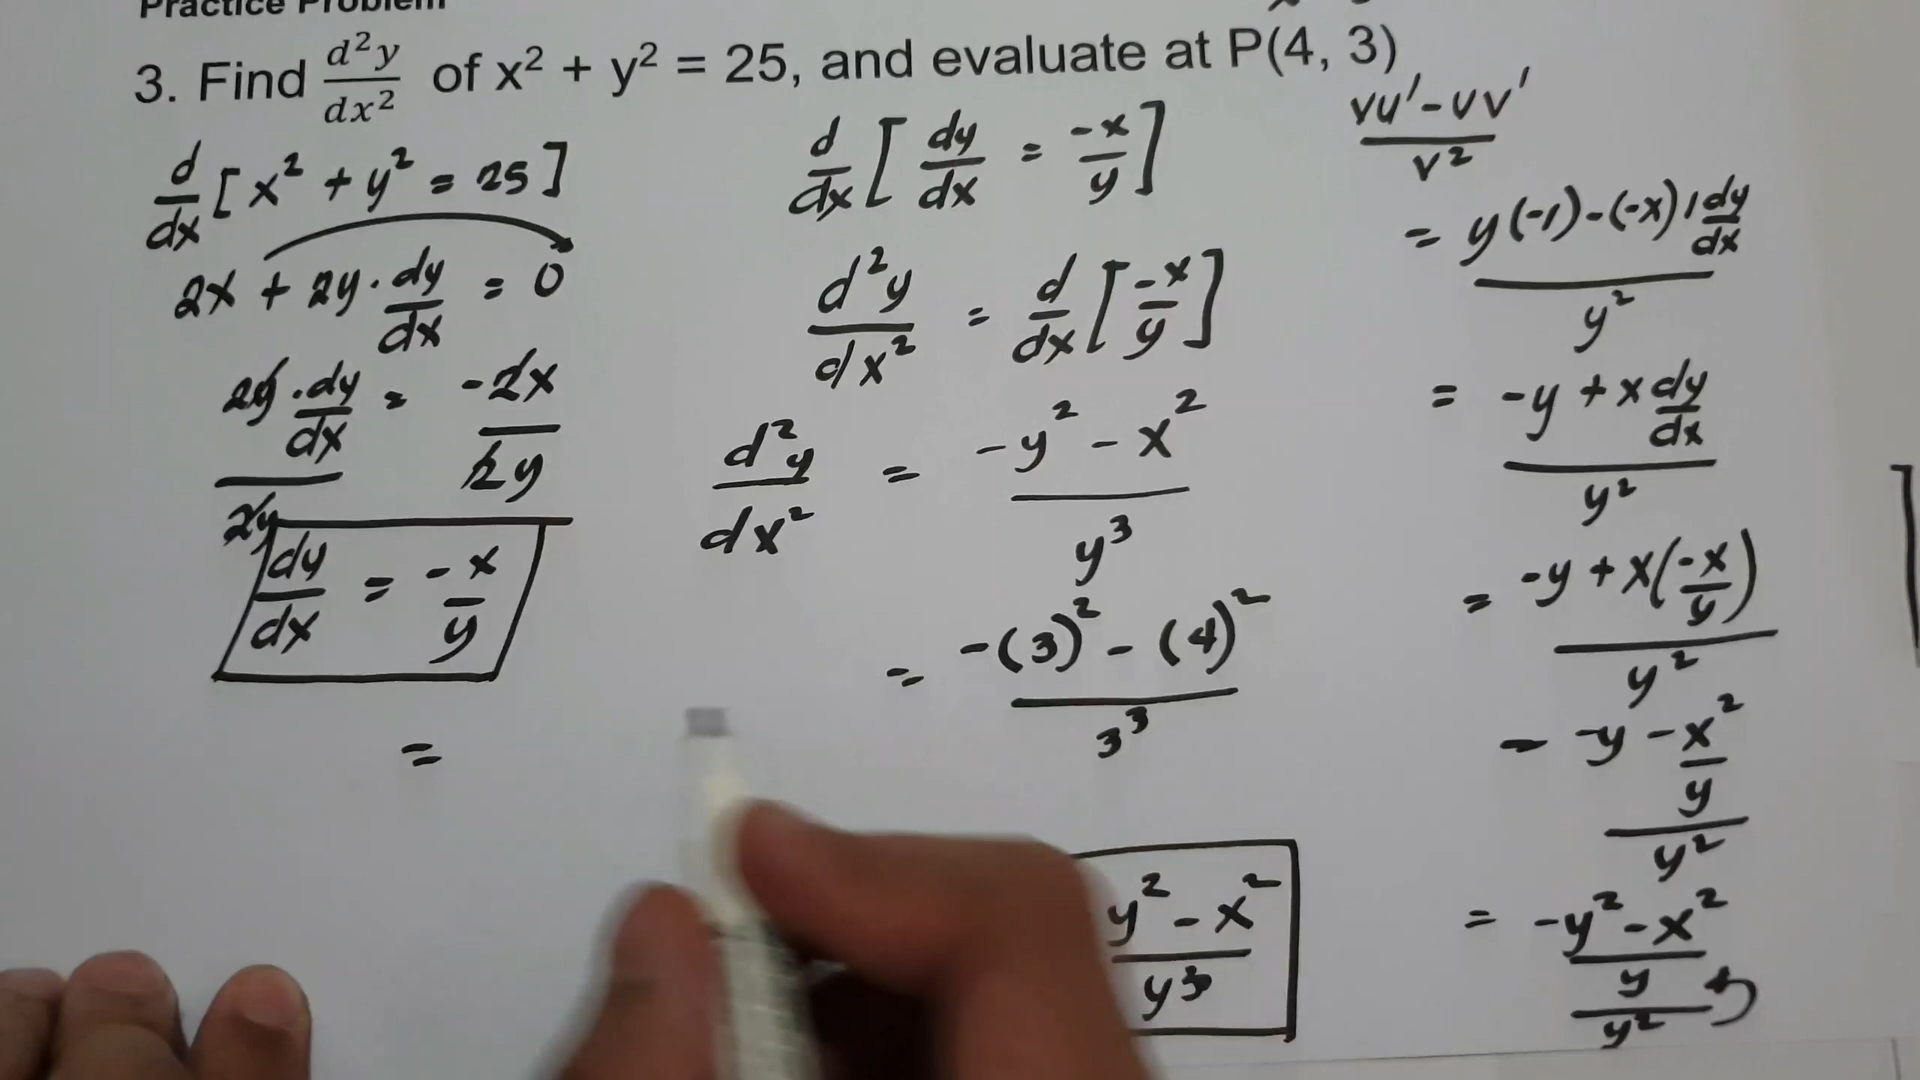 Practice Problem
3. Find d²y/dx² of x² + y² = 25, and evaluate at P(4, 3)
d/dx [x² + y² = 25]
2x + 2y · dy/dx = 0
2y · dy/dx / 2y = -2x / 2y
dy/dx = -x/y
=
d/dx [dy/dx = -x/y]
d²y/dx² = d/dx [-x/y]
d²y/dx² = -y² - x² / y³
= -(3)² - (4)² / 3³
y² - x² / y³
vu' - uv' / v²
= y(-1) - (-x) 1 dy/dx / y²
= -y + x dy/dx / y²
= -y + x(-x/y) / y²
= -y - x²/y / y²
= -y² - x² / y / y²